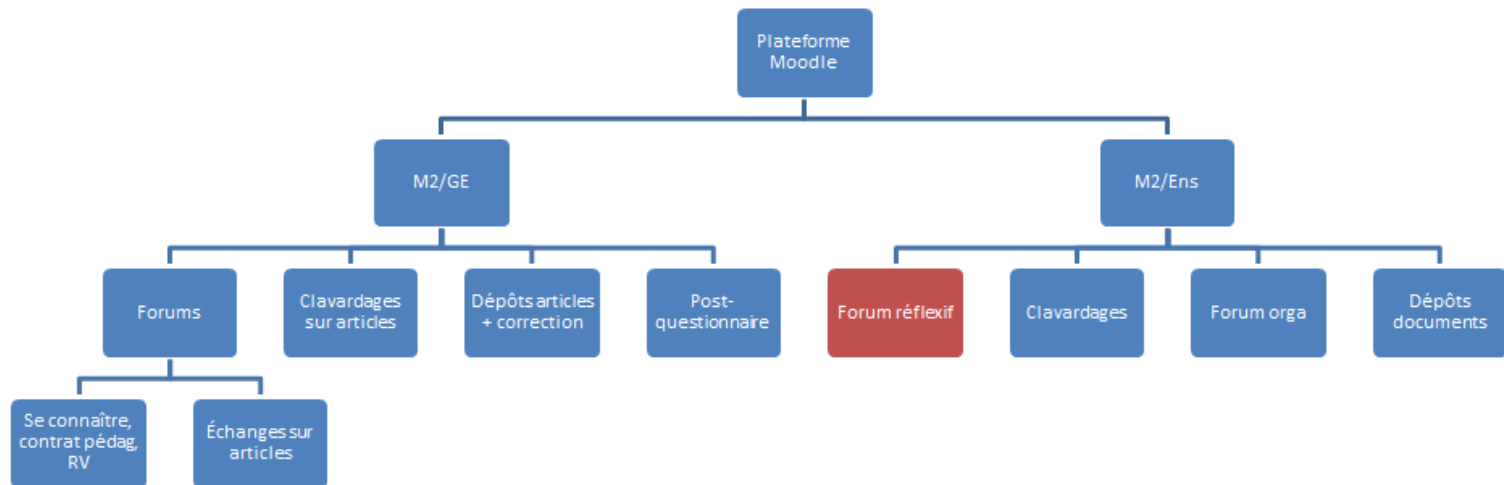 Plateforme
Moodle
M2/GE
M2/Ens
Forums
Clavardages
sur articles
Dépôts articles
+ correction
Post-
questionnaire
Forum réflexif
Clavardages
Forum orga
Dépôts
documents
Se connaître,
contrat pédag,
RV
Échanges sur
articles